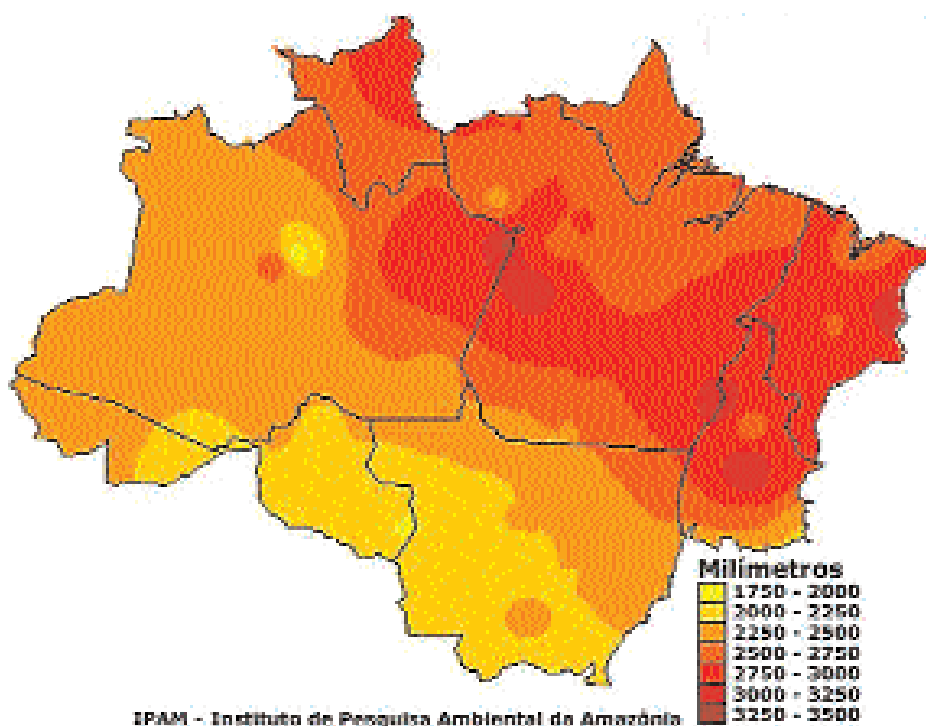 Milímetros
1750 - 2000
2000 - 2250
2250 - 2500
2500 - 2750
2750 - 3000
3000 - 3250
3250 - 3500
IPAM - Instituto de Pesquisa Ambiental da Amazônia